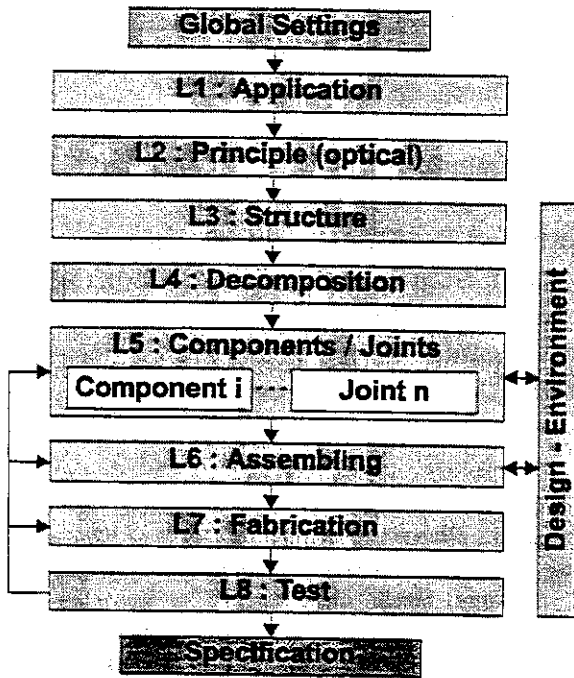 Global Settings
L1 : Application
L2 : Principle (optical)
L3 : Structure
L4 : Decomposition
L5 : Components / Joints
Component i --- Joint n
L6 : Assembling
L7 : Fabrication
L8 : Test
Specification
Design - Environment